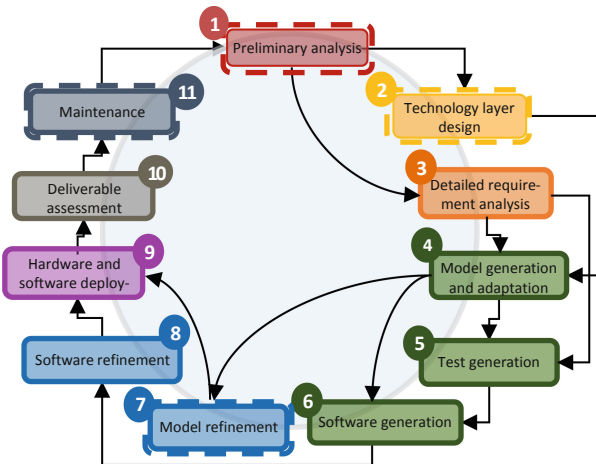 1
Preliminary analysis
2
Technology layer
design
3
Detailed require-
ment analysis
4
Model generation
and adaptation
5
Test generation
6
Software generation
7
Model refinement
8
Software refinement
9
Hardware and
software deploy-
10
Deliverable
assessment
11
Maintenance